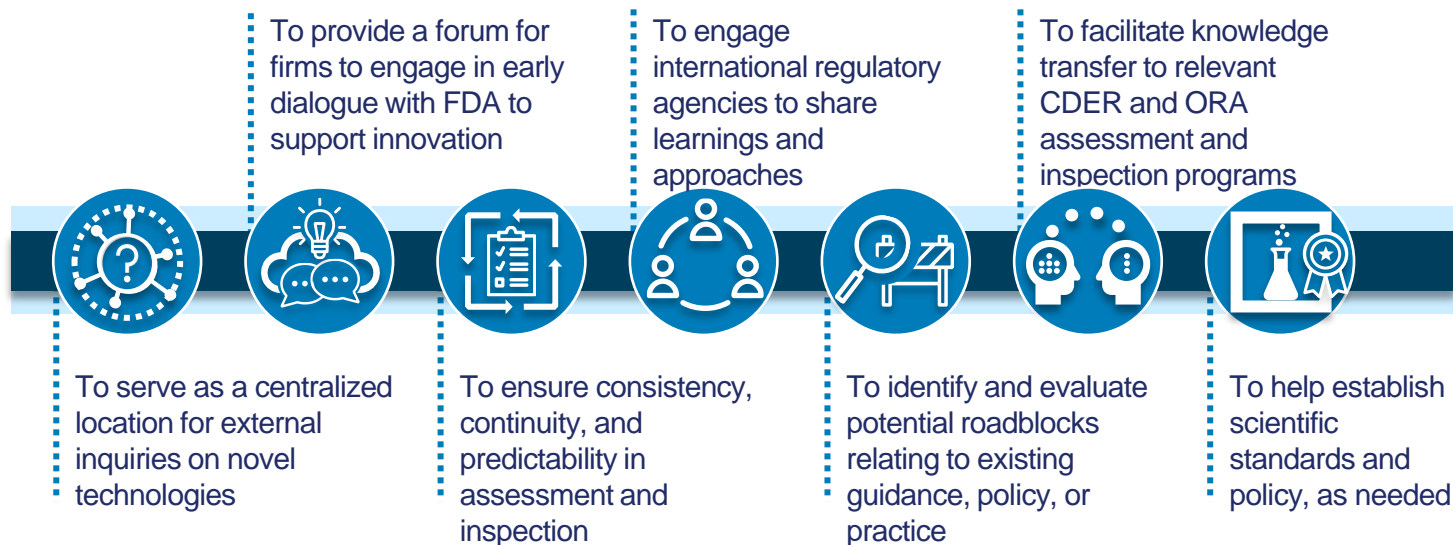 To provide a forum for
firms to engage in early
dialogue with FDA to
support innovation
To engage
international regulatory
agencies to share
learnings and
approaches
To facilitate knowledge
transfer to relevant
CDER and ORA
assessment and
inspection programs
?
To serve as a centralized
location for external
inquiries on novel
technologies
To ensure consistency,
continuity, and
predictability in
assessment and
inspection
To identify and evaluate
potential roadblocks
relating to existing
guidance, policy, or
practice
To help establish
scientific
standards and
policy, as needed